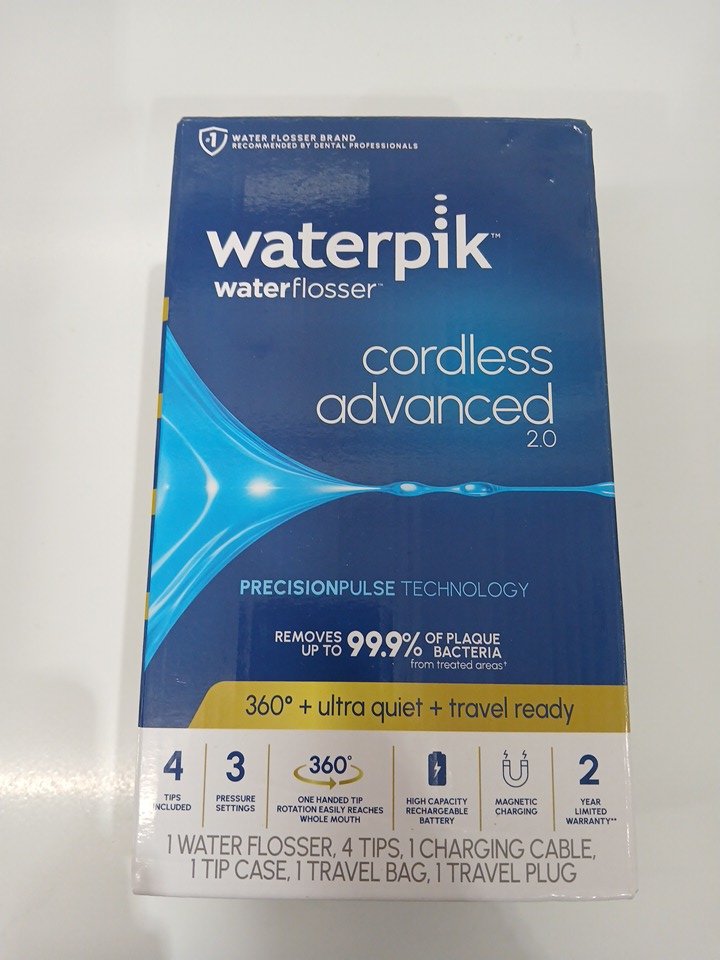 #1 WATER FLOSSER BRAND
RECOMMENDED BY DENTAL PROFESSIONALS
waterpik™
waterflosser™
cordless
advanced
2.0
PRECISIONPULSE TECHNOLOGY
REMOVES UP TO 99.9% OF PLAQUE BACTERIA
from treated areas†
360° + ultra quiet + travel ready
4
TIPS
INCLUDED
3
PRESSURE
SETTINGS
360°
ONE HANDED TIP
ROTATION EASILY REACHES
WHOLE MOUTH
HIGH CAPACITY
RECHARGEABLE
BATTERY
MAGNETIC
CHARGING
2
YEAR
LIMITED
WARRANTY**
1 WATER FLOSSER, 4 TIPS, 1 CHARGING CABLE,
1 TIP CASE, 1 TRAVEL BAG, 1 TRAVEL PLUG